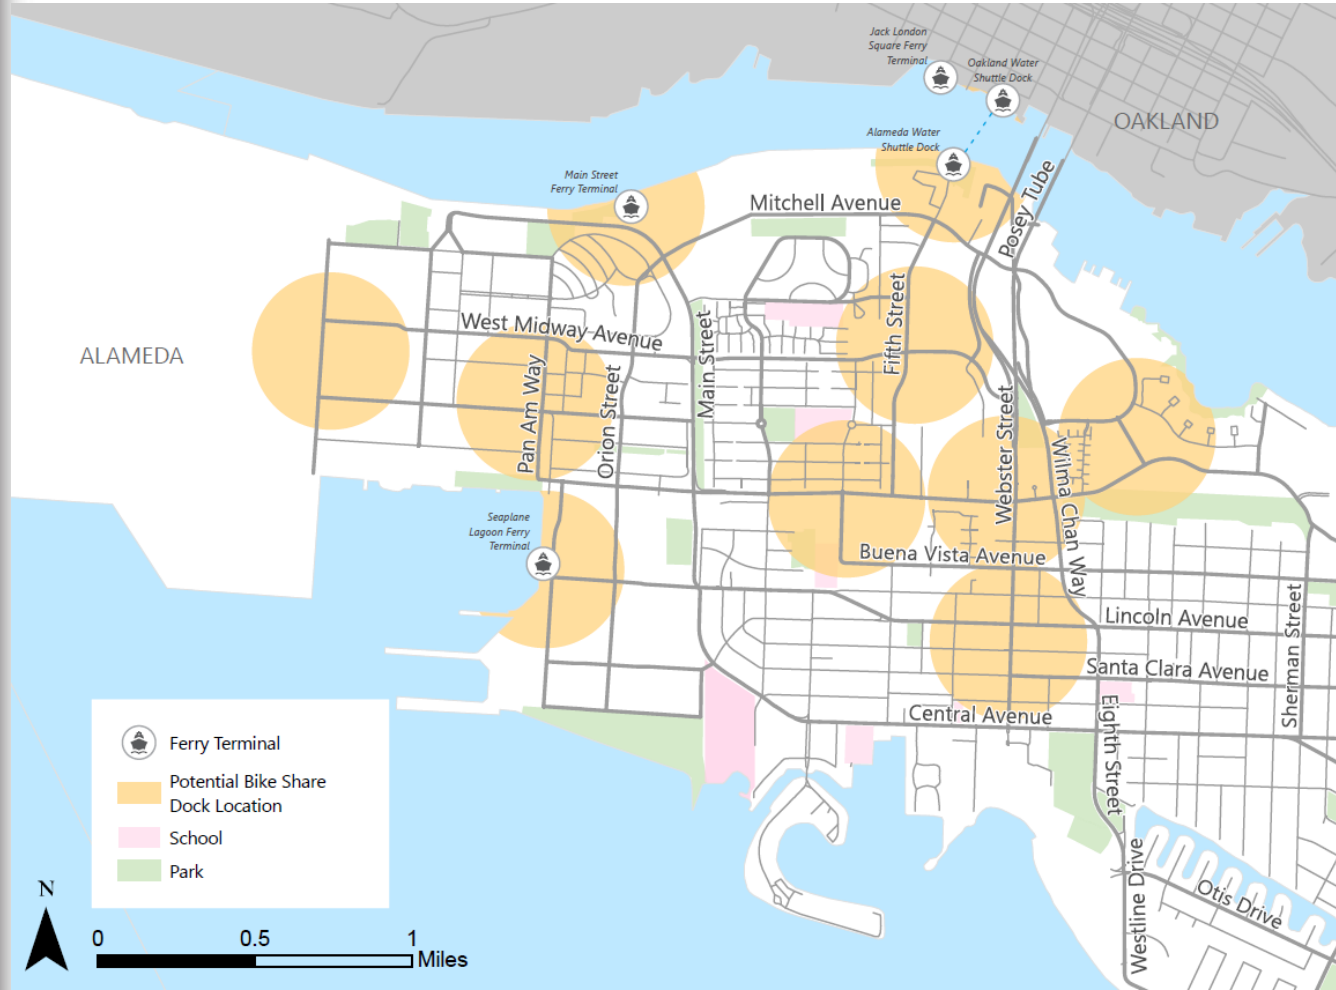 Jack London
Square Ferry
Terminal
Oakland Water
Shuttle Dock
OAKLAND
Alameda Water
Shuttle Dock
Main Street
Ferry Terminal
Mitchell Avenue
Posey Tube
ALAMEDA
West Midway Avenue
Main Street
Fifth Street
Pan Am Way
Orion Street
Webster Street
Wilma Chan Way
Seaplane
Lagoon Ferry
Terminal
Buena Vista Avenue
Lincoln Avenue
Sherman Street
Santa Clara Avenue
Central Avenue
Eighth Street
Westline Drive
Otis Drive
Ferry Terminal
Potential Bike Share
Dock Location
School
Park
N
0 0.5 1
Miles